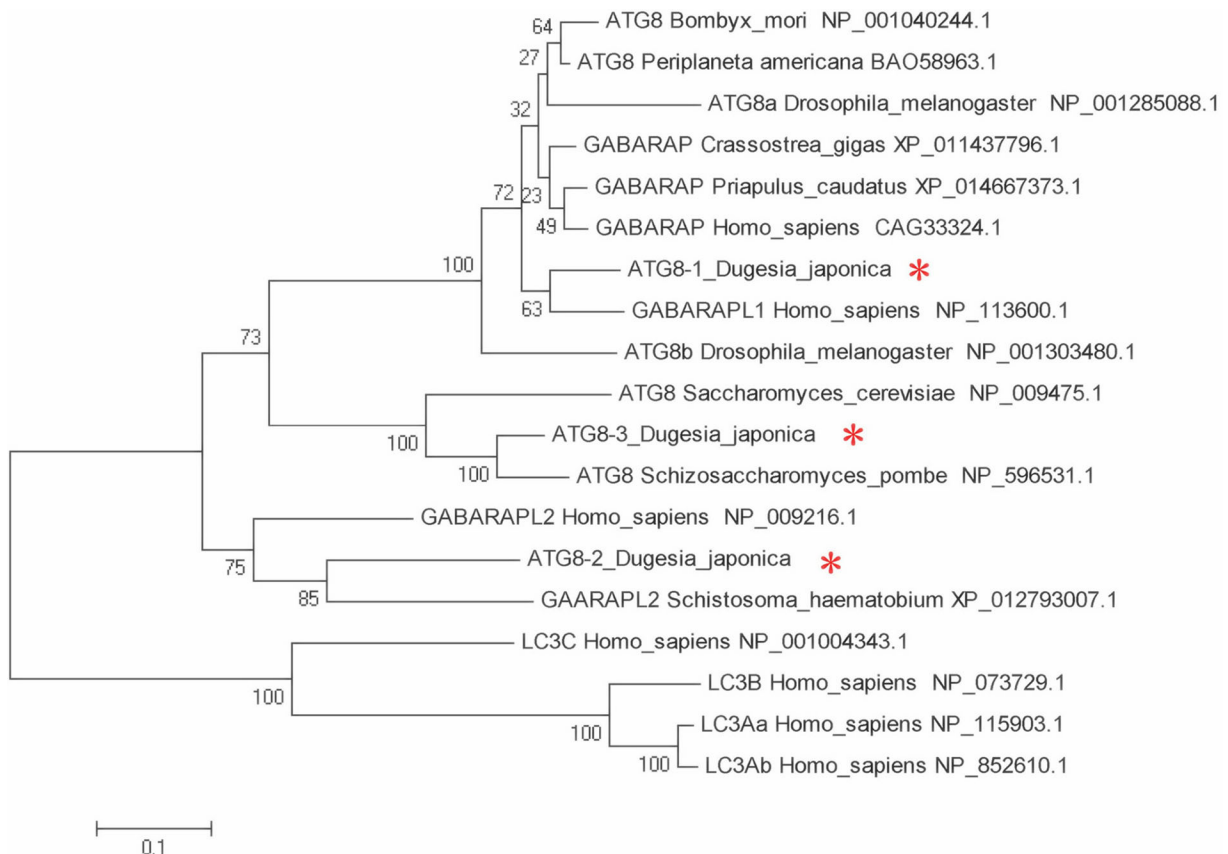 ATG8 Bombyx_mori NP_001040244.1
64
ATG8 Periplaneta americana BAO58963.1
27
ATG8a Drosophila_melanogaster NP_001285088.1
32
GABARAP Crassostrea_gigas XP_011437796.1
GABARAP Priapulus_caudatus XP_014667373.1
72
23
GABARAP Homo_sapiens CAG33324.1
49
ATG8-1_Dugesia_japonica *
100
GABARAPL1 Homo_sapiens NP_113600.1
63
73
ATG8b Drosophila_melanogaster NP_001303480.1
ATG8 Saccharomyces_cerevisiae NP_009475.1
ATG8-3_Dugesia_japonica *
100
100
ATG8 Schizosaccharomyces_pombe NP_596531.1
GABARAPL2 Homo_sapiens NP_009216.1
ATG8-2_Dugesia_japonica *
75
85
GAARAPL2 Schistosoma_haematobium XP_012793007.1
LC3C Homo_sapiens NP_001004343.1
LC3B Homo_sapiens NP_073729.1
100
LC3Aa Homo_sapiens NP_115903.1
100
LC3Ab Homo_sapiens NP_852610.1
100
0.1